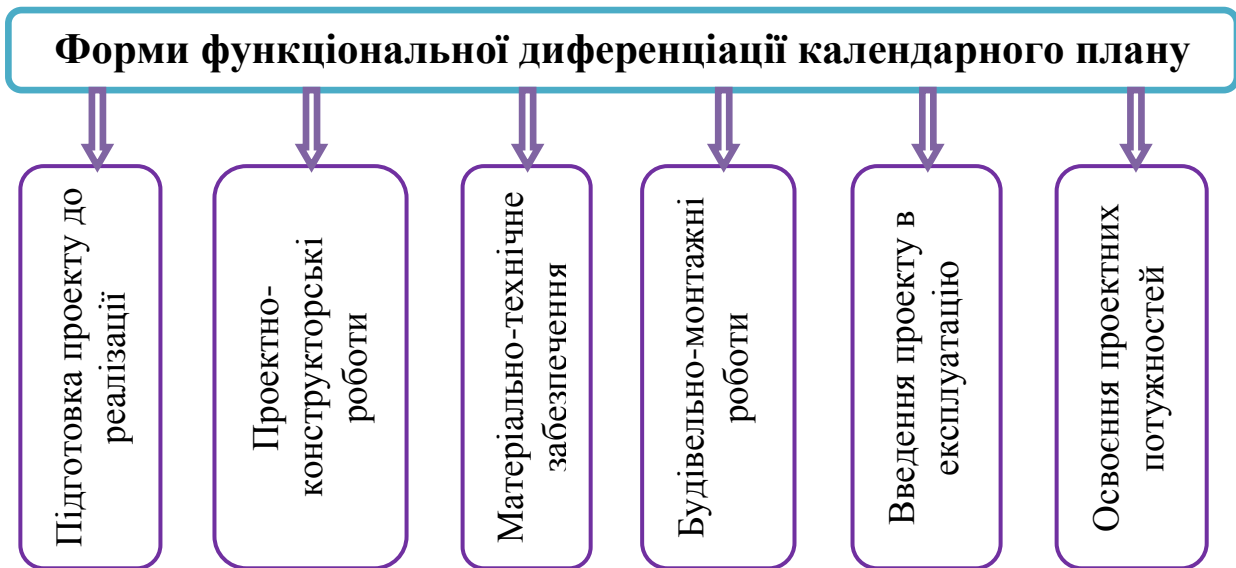 Форми функціональної диференціації календарного плану
Підготовка проекту до
реалізації
Проектно-
конструкторські
роботи
Матеріально-технічне
забезпечення
Будівельно-монтажні
роботи
Введення проекту в
експлуатацію
Освоєння проектних
потужностей